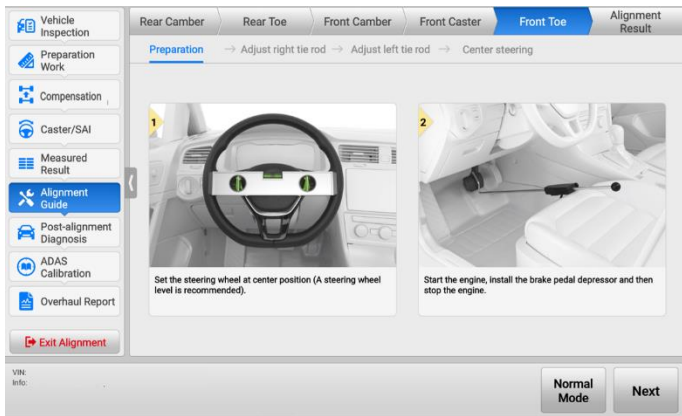 Vehicle
Inspection
Preparation
Work
Compensation
Caster/SAI
Measured
Result
Alignment
Guide
Post-alignment
Diagnosis
ADAS
Calibration
Overhaul Report
Exit Alignment
Rear Camber
Rear Toe
Front Camber
Front Caster
Front Toe
Alignment
Result
Preparation → Adjust right tie rod → Adjust left tie rod → Center steering
1
Set the steering wheel at center position (A steering wheel
level is recommended).
2
Start the engine, install the brake pedal depressor and then
stop the engine.
VIN:
Info:
Normal
Mode
Next